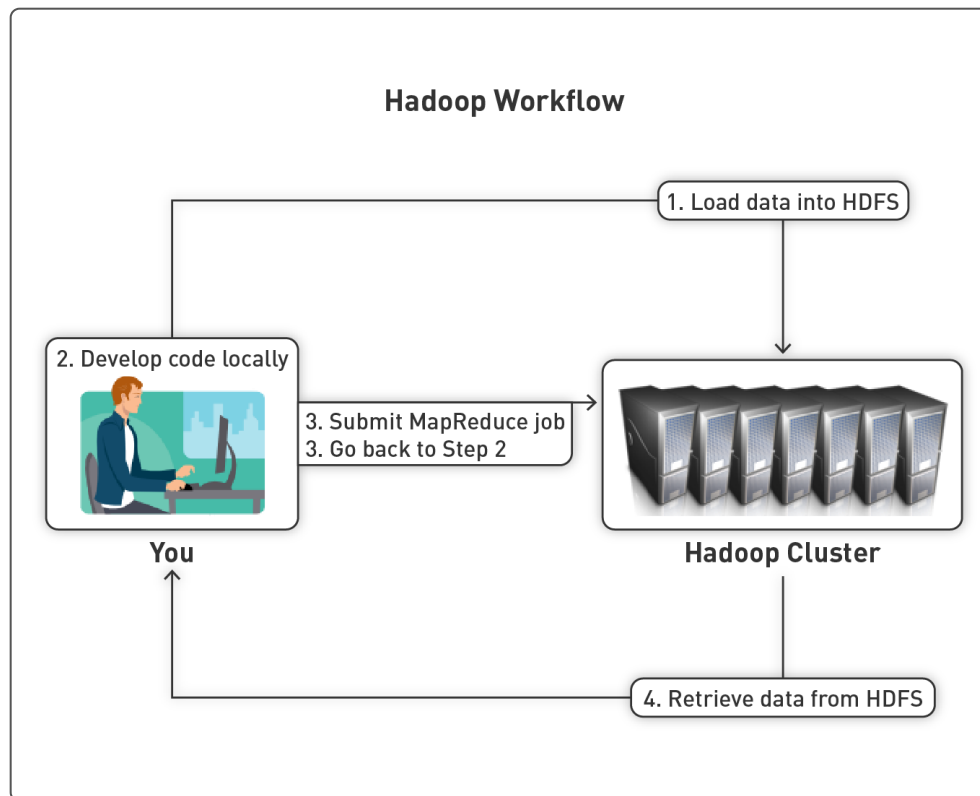 Hadoop Workflow
1. Load data into HDFS
2. Develop code locally
3. Submit MapReduce job
3. Go back to Step 2
You
Hadoop Cluster
4. Retrieve data from HDFS